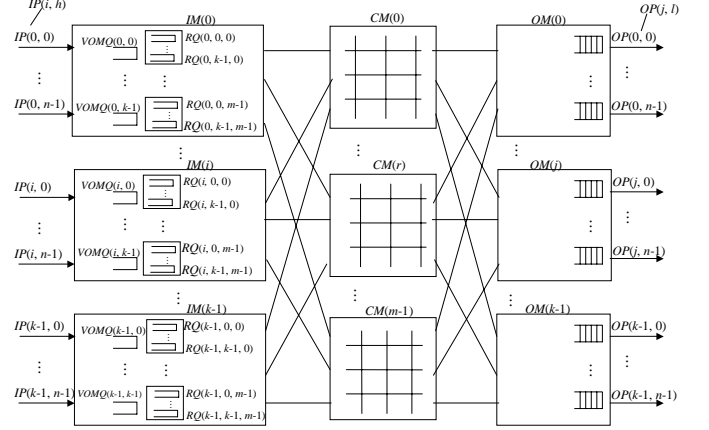 IP(i, h)
IM(0)
CM(0)
OM(0)
OP(j, l)
IP(0, 0)
VOMQ(0, 0)
RQ(0, 0, 0)
RQ(0, k-1, 0)
OP(0, 0)
IP(0, n-1)
VOMQ(0, k-1)
RQ(0, 0, m-1)
RQ(0, k-1, m-1)
OP(0, n-1)
IM(i)
CM(r)
OM(j)
IP(i, 0)
VOMQ(i, 0)
RQ(i, 0, 0)
RQ(i, k-1, 0)
OP(j, 0)
IP(i, n-1)
VOMQ(i, k-1)
RQ(i, 0, m-1)
RQ(i, k-1, m-1)
OP(j, n-1)
IM(k-1)
CM(m-1)
OM(k-1)
IP(k-1, 0)
VOMQ(k-1, 0)
RQ(k-1, 0, 0)
RQ(k-1, k-1, 0)
OP(k-1, 0)
IP(k-1, n-1)
VOMQ(k-1, k-1)
RQ(k-1, 0, m-1)
RQ(k-1, k-1, m-1)
OP(k-1, n-1)